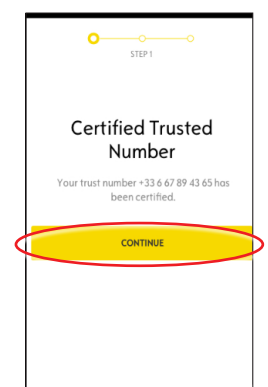 STEP 1
Certified Trusted
Number
Your trust number +33 6 67 89 43 65 has
been certified.
CONTINUE